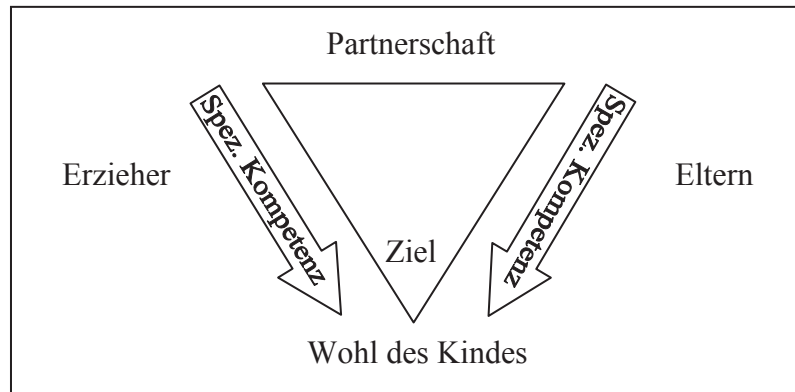 Partnerschaft
Spez. Kompetenz
Spez. Kompetenz
Erzieher
Eltern
Ziel
Wohl des Kindes